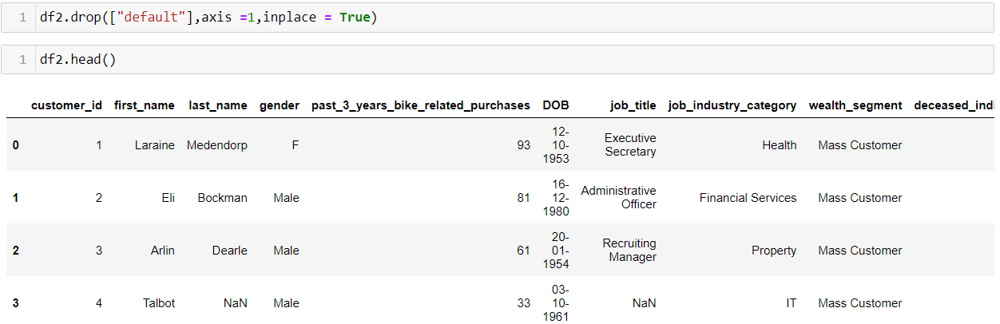 1 df2.drop(["default"],axis =1,inplace = True)
1 df2.head()
customer_id first_name last_name gender past_3_years_bike_related_purchases DOB job_title job_industry_category wealth_segment deceased_indi
0 1 Laraine Medendorp F 93 12-10-1953 Executive Secretary Health Mass Customer
1 2 Eli Bockman Male 81 16-12-1980 Administrative Officer Financial Services Mass Customer
2 3 Arlin Dearle Male 61 20-01-1954 Recruiting Manager Property Mass Customer
3 4 Talbot NaN Male 33 03-10-1961 NaN IT Mass Customer